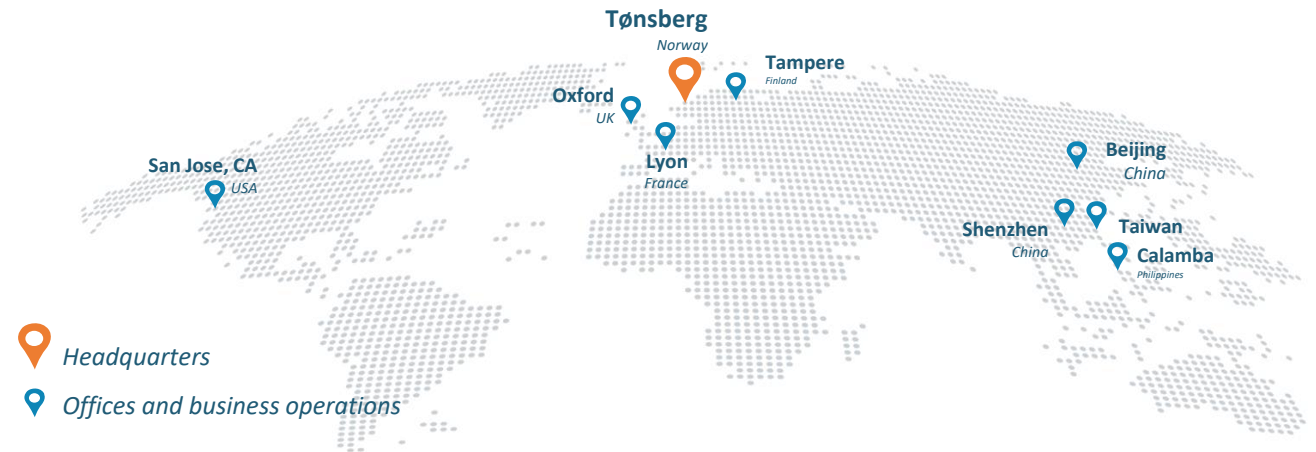 Tønsberg
Norway
Tampere
Finland
Oxford
UK
Lyon
France
San Jose, CA
USA
Beijing
China
Shenzhen
China
Taiwan
Calamba
Philippines
Headquarters
Offices and business operations